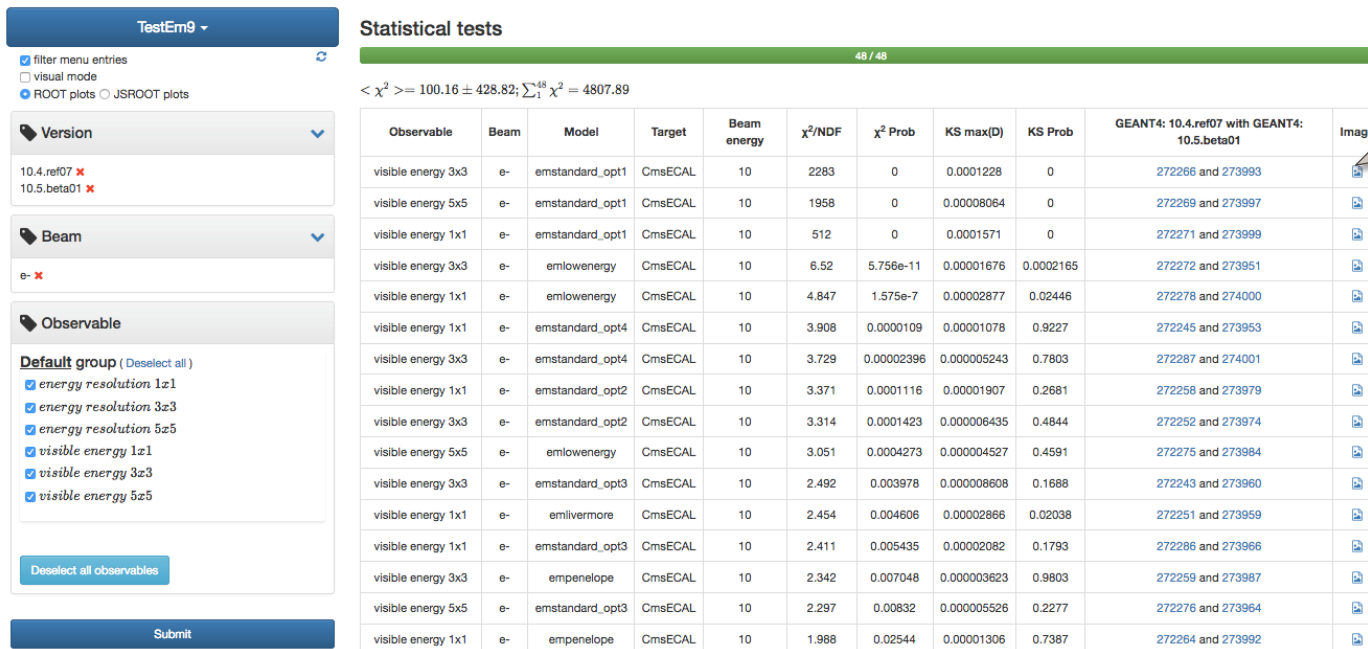 TestEm9
filter menu entries
visual mode
ROOT plots JSROOT plots
Version
10.4.ref07
10.5.beta01
Beam
e-
Observable
Default group ( Deselect all )
energy resolution 1x1
energy resolution 3x3
energy resolution 5x5
visible energy 1x1
visible energy 3x3
visible energy 5x5
Deselect all observables
Submit
Statistical tests
48 / 48
< χ² >= 100.16 ± 428.82; ∑₁⁴⁸ χ² = 4807.89
Observable Beam Model Target Beam energy χ²/NDF χ² Prob KS max(D) KS Prob GEANT4: 10.4.ref07 with GEANT4: 10.5.beta01 Imag
visible energy 3x3 e- emstandard_opt1 CmsECAL 10 2283 0 0.0001228 0 272266 and 273993
visible energy 5x5 e- emstandard_opt1 CmsECAL 10 1958 0 0.00008064 0 272269 and 273997
visible energy 1x1 e- emstandard_opt1 CmsECAL 10 512 0 0.0001571 0 272271 and 273999
visible energy 3x3 e- emlowenergy CmsECAL 10 6.52 5.756e-11 0.00001676 0.0002165 272272 and 273951
visible energy 1x1 e- emlowenergy CmsECAL 10 4.847 1.575e-7 0.00002877 0.02446 272278 and 274000
visible energy 1x1 e- emstandard_opt4 CmsECAL 10 3.908 0.0000109 0.00001078 0.9227 272245 and 273953
visible energy 3x3 e- emstandard_opt4 CmsECAL 10 3.729 0.00002396 0.000005243 0.7803 272287 and 274001
visible energy 1x1 e- emstandard_opt2 CmsECAL 10 3.371 0.0001116 0.00001907 0.2681 272258 and 273979
visible energy 3x3 e- emstandard_opt2 CmsECAL 10 3.314 0.0001423 0.000006435 0.4844 272252 and 273974
visible energy 5x5 e- emlowenergy CmsECAL 10 3.051 0.0004273 0.000004527 0.4591 272275 and 273984
visible energy 3x3 e- emstandard_opt3 CmsECAL 10 2.492 0.003978 0.000008608 0.1688 272243 and 273960
visible energy 1x1 e- emlivermore CmsECAL 10 2.454 0.004606 0.00002866 0.02038 272251 and 273959
visible energy 1x1 e- emstandard_opt3 CmsECAL 10 2.411 0.005435 0.00002082 0.1793 272286 and 273966
visible energy 3x3 e- empenelope CmsECAL 10 2.342 0.007048 0.000003623 0.9803 272259 and 273987
visible energy 5x5 e- emstandard_opt3 CmsECAL 10 2.297 0.00832 0.000005526 0.2277 272276 and 273964
visible energy 1x1 e- empenelope CmsECAL 10 1.988 0.02544 0.00001306 0.7387 272264 and 273992